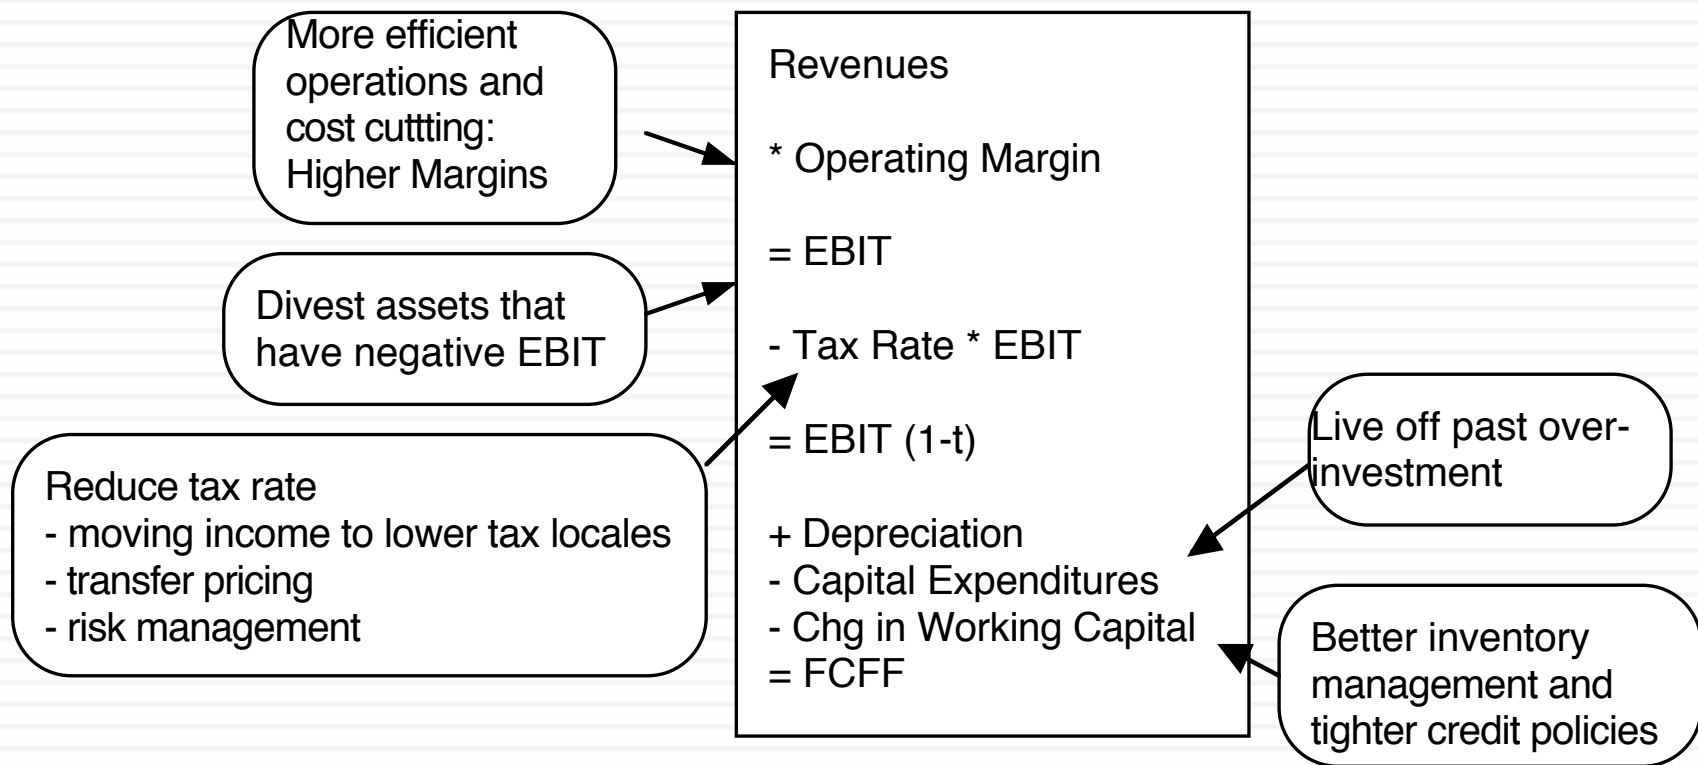 More efficient
operations and
cost cuttting:
Higher Margins
Divest assets that
have negative EBIT
Reduce tax rate
- moving income to lower tax locales
- transfer pricing
- risk management
Revenues
* Operating Margin
= EBIT
- Tax Rate * EBIT
= EBIT (1-t)
+ Depreciation
- Capital Expenditures
- Chg in Working Capital
= FCFF
Live off past over-
investment
Better inventory
management and
tighter credit policies